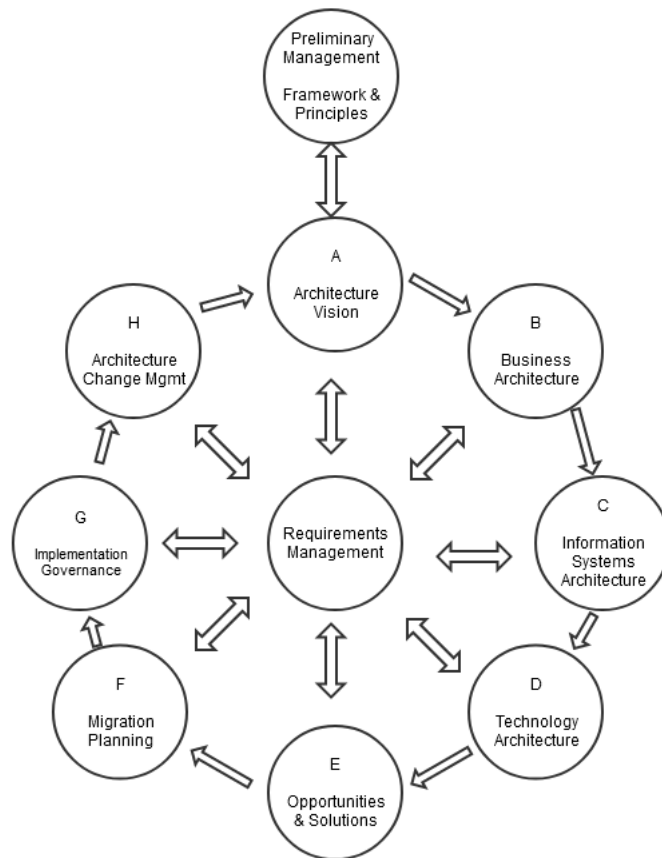 Preliminary
Management
Framework &
Principles
A
Architecture
Vision
B
Business
Architecture
C
Information
Systems
Architecture
D
Technology
Architecture
E
Opportunities
& Solutions
F
Migration
Planning
G
Implementation
Governance
H
Architecture
Change Mgmt
Requirements
Management